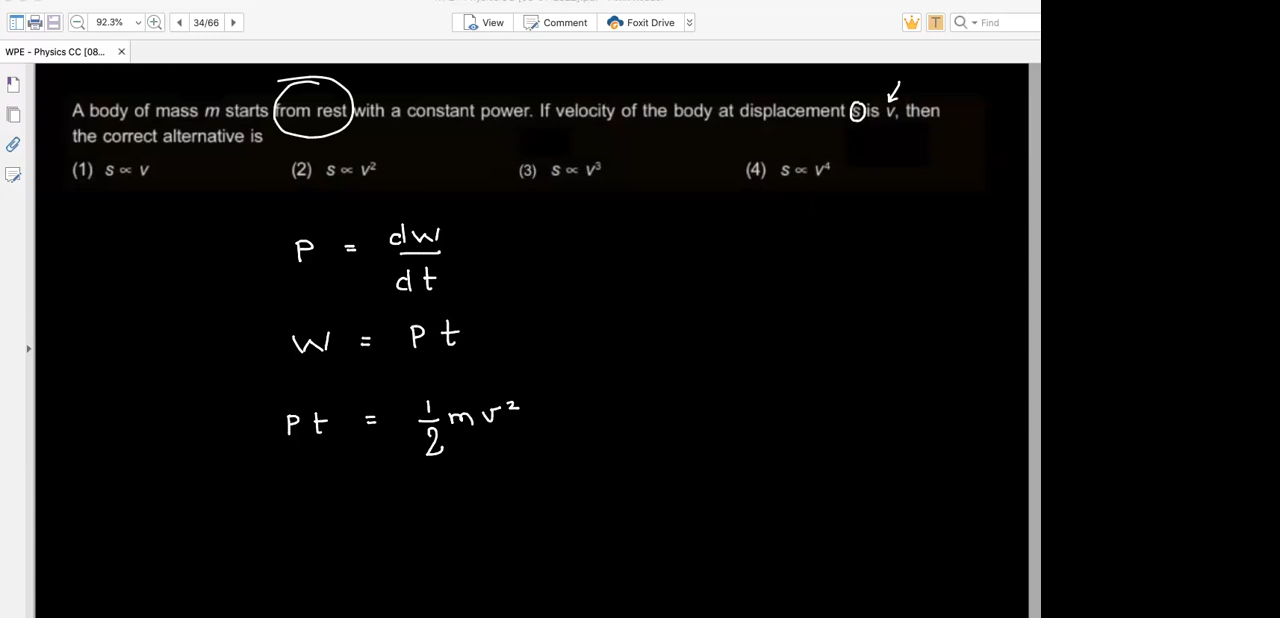 92.3%
34/66
View
Comment
Foxit Drive
T
Find
WPE - Physics CC [08...
A body of mass m starts from rest with a constant power. If velocity of the body at displacement s is v, then
the correct alternative is
(1) s ∝ v (2) s ∝ v² (3) s ∝ v³ (4) s ∝ v⁴
P = dW/dt
W = Pt
Pt = 1/2 mv²